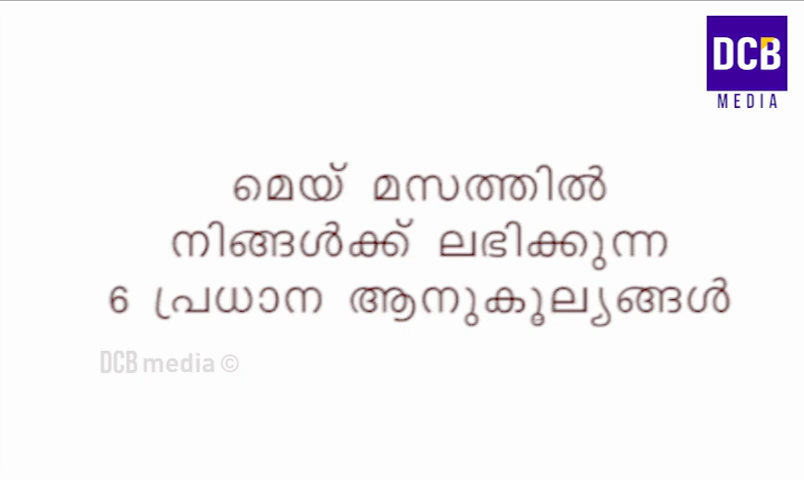 DCB
MEDIA
മെയ് മസത്തിൽ
നിങ്ങൾക്ക് ലഭിക്കുന്ന
6 പ്രധാന ആനുകൂല്യങ്ങൾ
DCB media ©